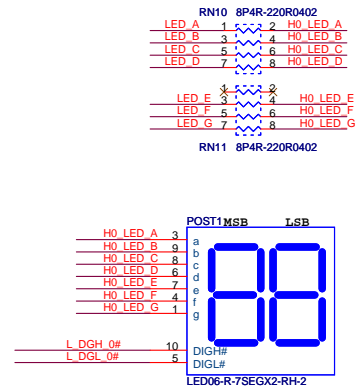 RN10 8P4R-220R0402
LED_A 1 2 H0_LED_A
LED_B 3 4 H0_LED_B
LED_C 5 6 H0_LED_C
LED_D 7 8 H0_LED_D
1 2
LED_E 3 4 H0_LED_E
LED_F 5 6 H0_LED_F
LED_G 7 8 H0_LED_G
RN11 8P4R-220R0402
POST1 MSB LSB
H0_LED_A 3 a
H0_LED_B 9 b
H0_LED_C 8 c
H0_LED_D 6 d
H0_LED_E 7 e
H0_LED_F 4 f
H0_LED_G 1 g
L_DGH_0# 10 DIGH#
L_DGL_0# 5 DIGL#
LED06-R-7SEGX2-RH-2